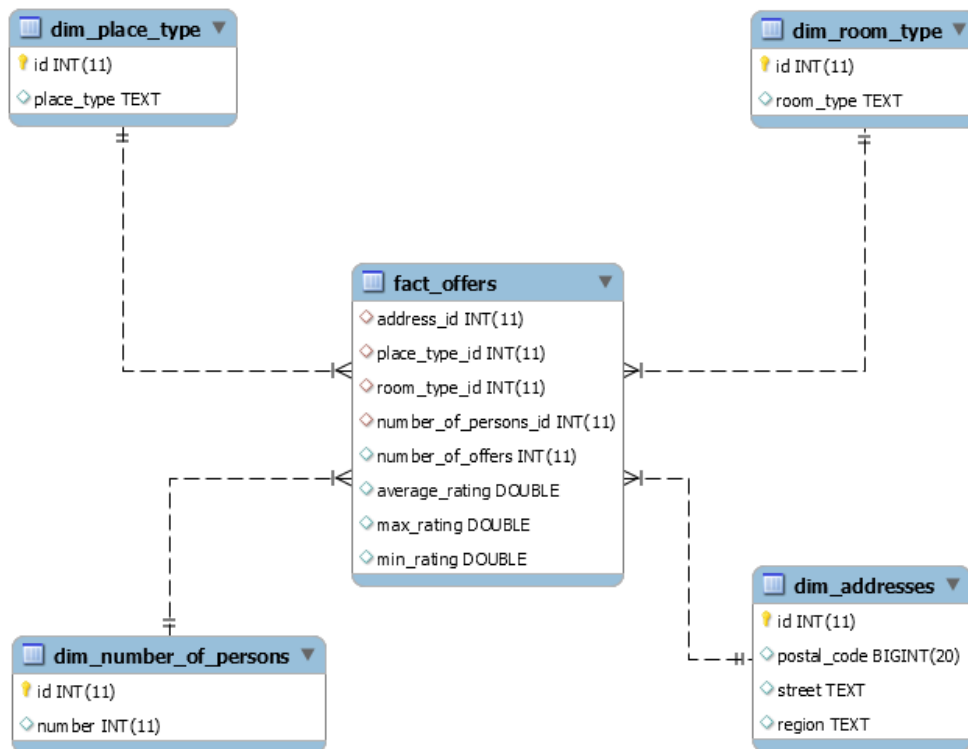 dim_place_type
id INT(11)
place_type TEXT
dim_room_type
id INT(11)
room_type TEXT
fact_offers
address_id INT(11)
place_type_id INT(11)
room_type_id INT(11)
number_of_persons_id INT(11)
number_of_offers INT(11)
average_rating DOUBLE
max_rating DOUBLE
min_rating DOUBLE
dim_number_of_persons
id INT(11)
number INT(11)
dim_addresses
id INT(11)
postal_code BIGINT(20)
street TEXT
region TEXT